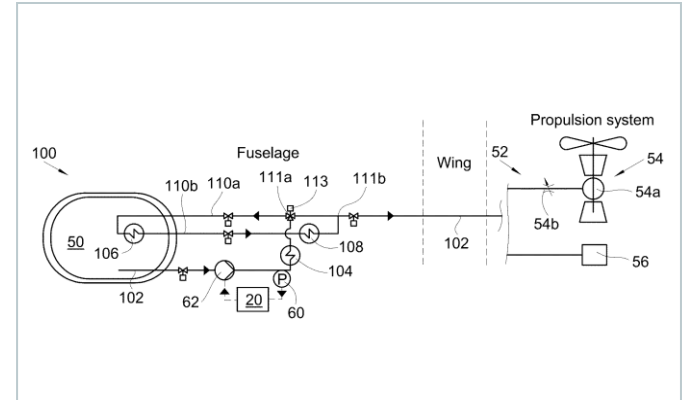 Propulsion system
100
Fuselage
Wing
52
54
110b
110a
111a
113
111b
50
106
108
102
54b
54a
102
104
56
62
20
P
60